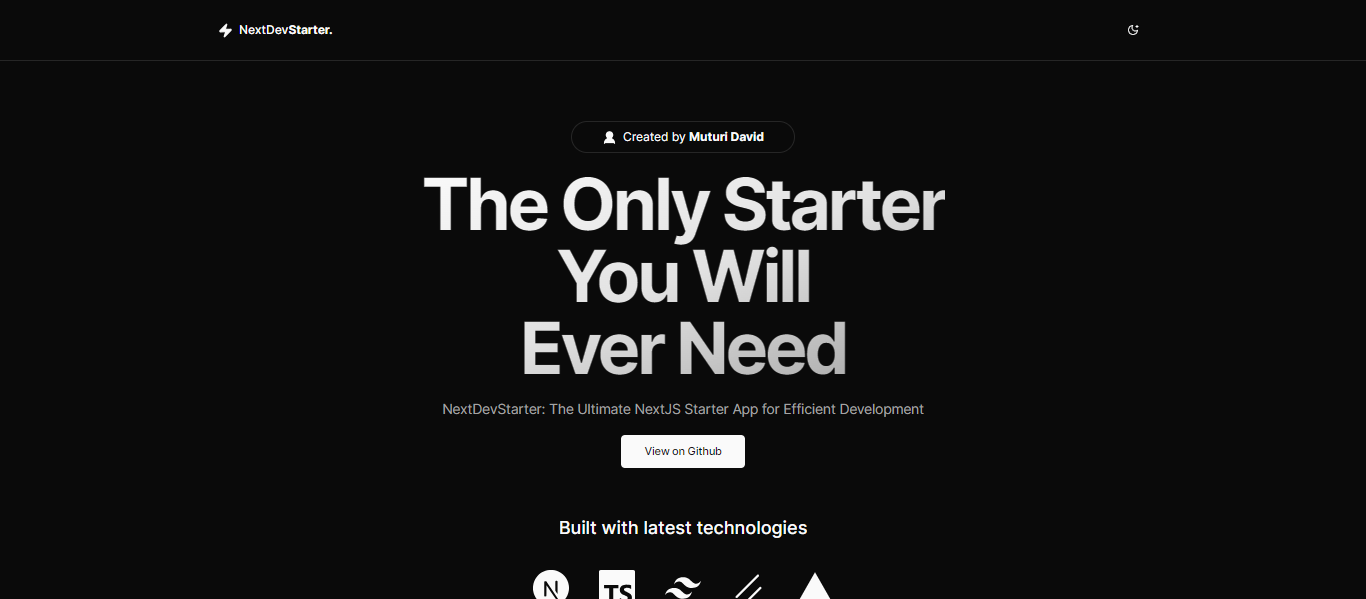 NextDevStarter.
Created by Muturi David
The Only Starter
You Will
Ever Need
NextDevStarter: The Ultimate NextJS Starter App for Efficient Development
View on Github
Built with latest technologies
N TS